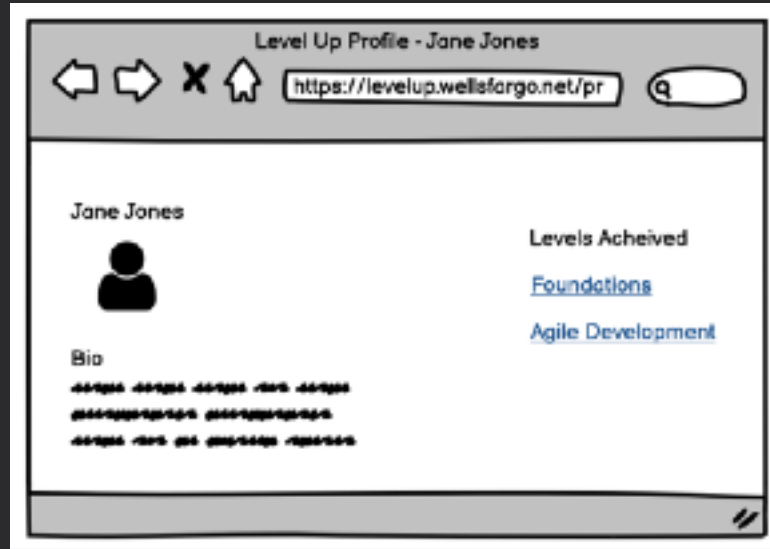 Level Up Profile - Jane Jones
https://levelup.wellsfargo.net/pr
Jane Jones
Levels Acheived
Foundations
Agile Development
Bio